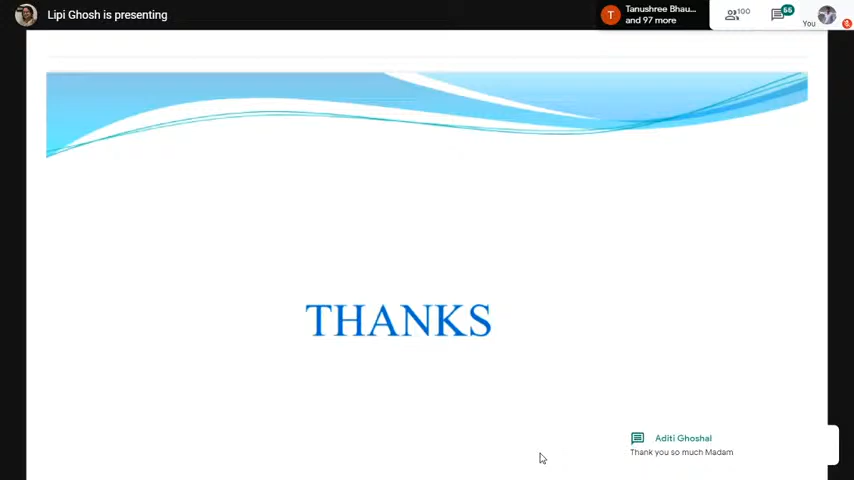 Lipi Ghosh is presenting
T
Tanushree Bhau...
and 97 more
100
55
You
THANKS
Aditi Ghoshal
Thank you so much Madam